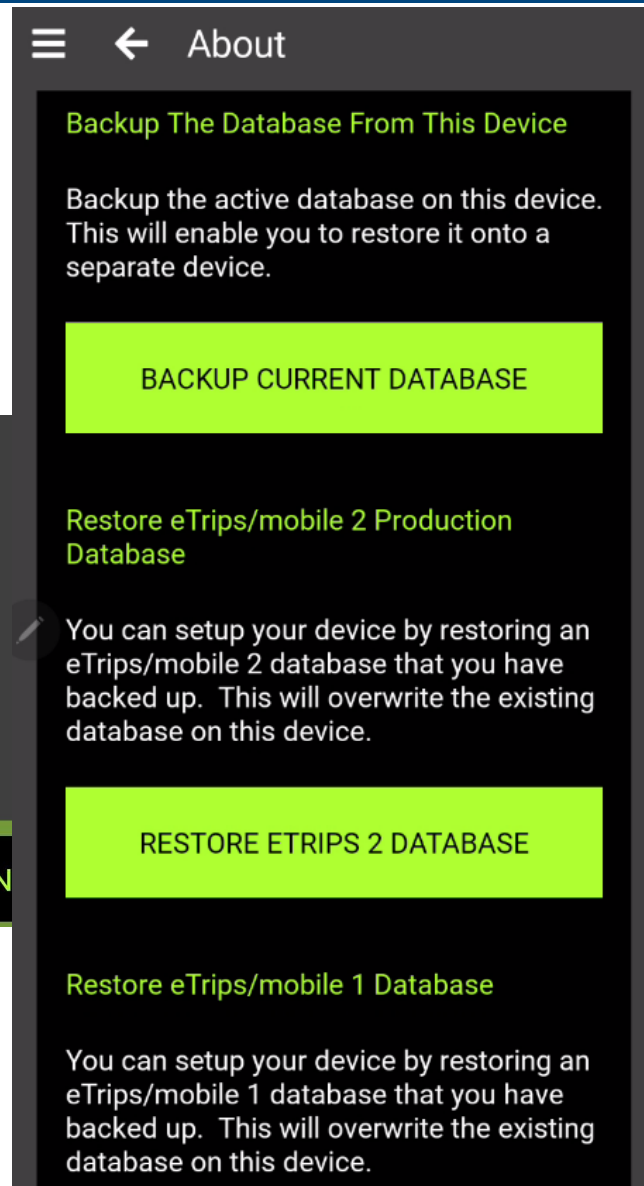 About
Backup The Database From This Device
Backup the active database on this device.
This will enable you to restore it onto a
separate device.
BACKUP CURRENT DATABASE
Restore eTrips/mobile 2 Production
Database
You can setup your device by restoring an
eTrips/mobile 2 database that you have
backed up.  This will overwrite the existing
database on this device.
RESTORE ETRIPS 2 DATABASE
N
Restore eTrips/mobile 1 Database
You can setup your device by restoring an
eTrips/mobile 1 database that you have
backed up.  This will overwrite the existing
database on this device.